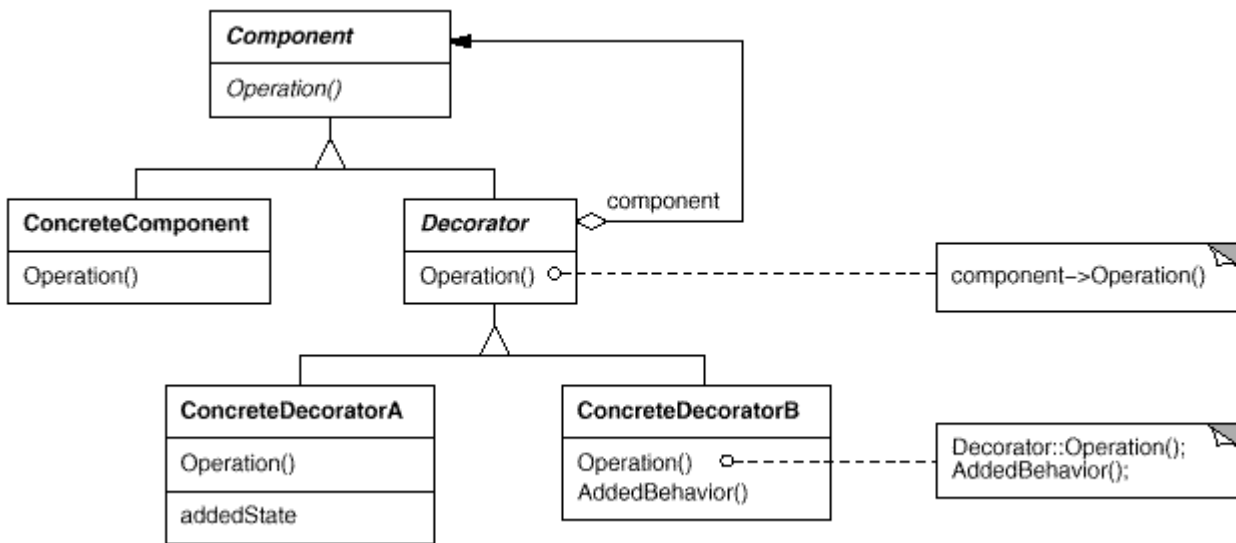 Component
Operation()
ConcreteComponent
Operation()
Decorator
Operation()
component
component−>Operation()
ConcreteDecoratorA
Operation()
addedState
ConcreteDecoratorB
Operation()
AddedBehavior()
Decorator::Operation();
AddedBehavior();